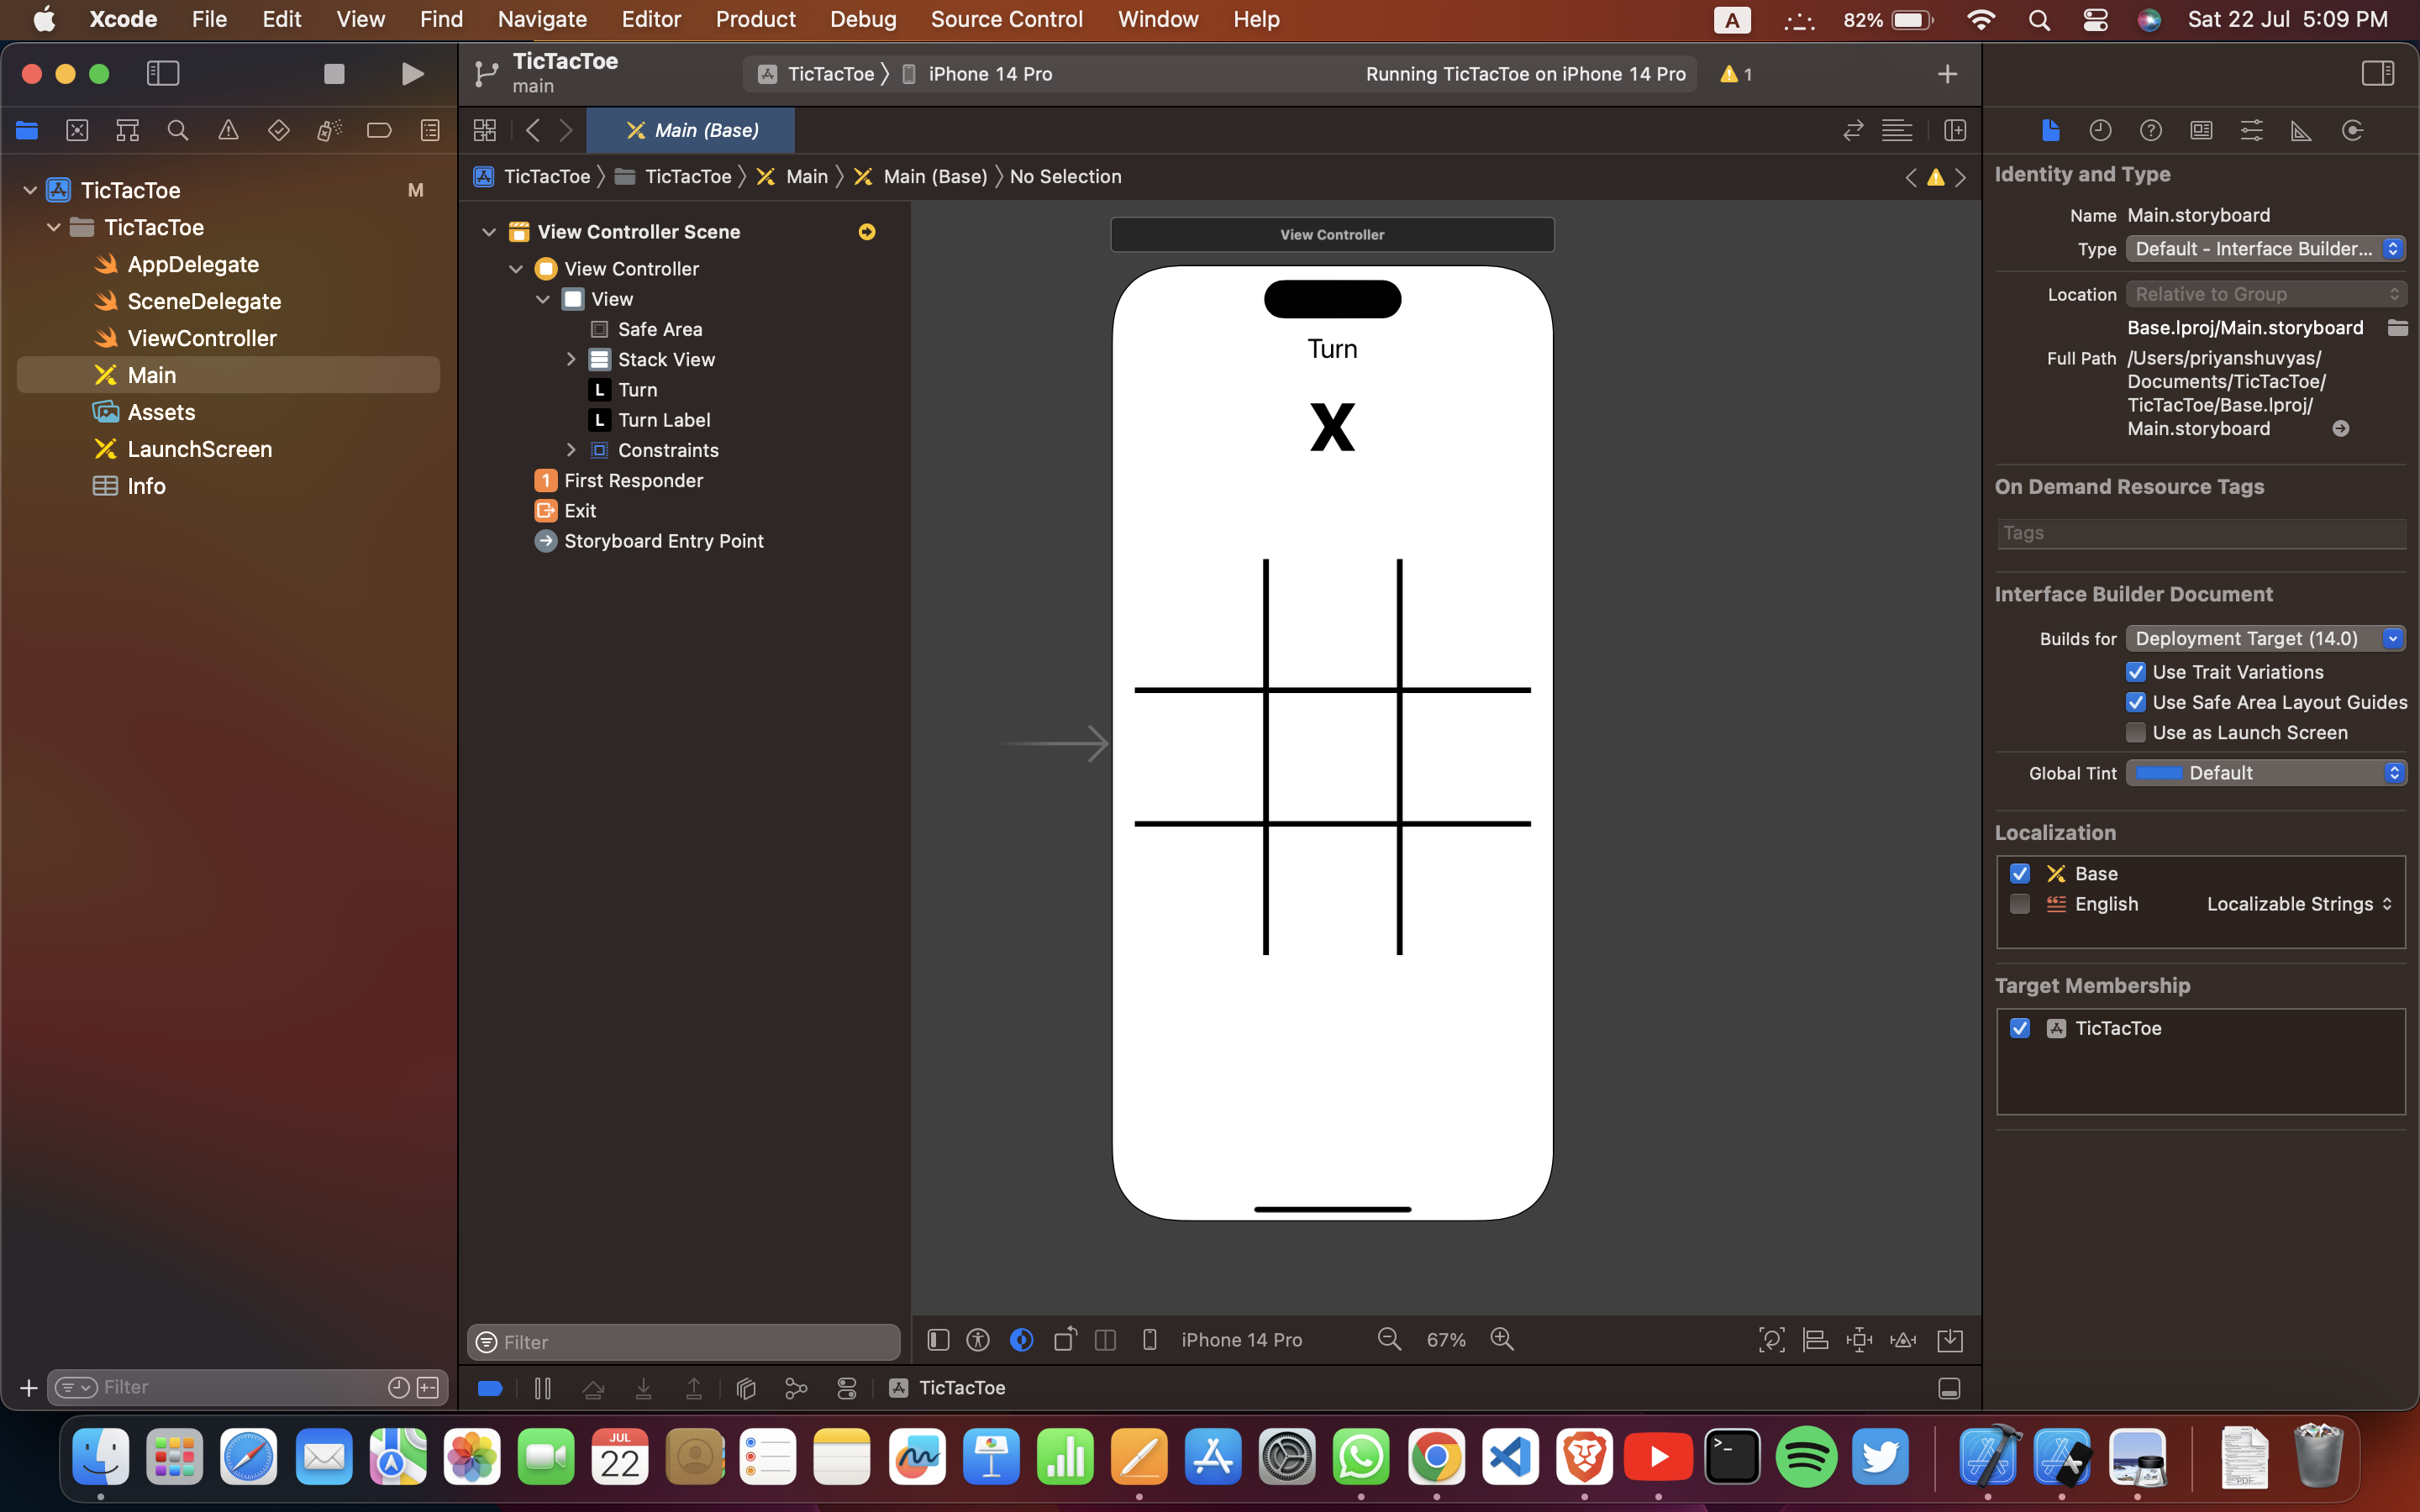 Xcode File Edit View Find Navigate Editor Product Debug Source Control Window Help A 82% Sat 22 Jul 5:09 PM
TicTacToe
main
TicTacToe iPhone 14 Pro Running TicTacToe on iPhone 14 Pro 1
Main (Base)
TicTacToe TicTacToe Main Main (Base) No Selection
TicTacToe M
TicTacToe
AppDelegate
SceneDelegate
ViewController
Main
Assets
LaunchScreen
Info
Filter
View Controller Scene
View Controller
View
Safe Area
Stack View
L Turn
L Turn Label
Constraints
1 First Responder
Exit
Storyboard Entry Point
Filter
View Controller
Turn
X
iPhone 14 Pro 67%
TicTacToe
Identity and Type
Name Main.storyboard
Type Default - Interface Builder...
Location Relative to Group
Base.lproj/Main.storyboard
Full Path /Users/priyanshuvyas/
Documents/TicTacToe/
TicTacToe/Base.lproj/
Main.storyboard
On Demand Resource Tags
Tags
Interface Builder Document
Builds for Deployment Target (14.0)
Use Trait Variations
Use Safe Area Layout Guides
Use as Launch Screen
Global Tint Default
Localization
Base
English Localizable Strings
Target Membership
TicTacToe
JUL
22
PDF